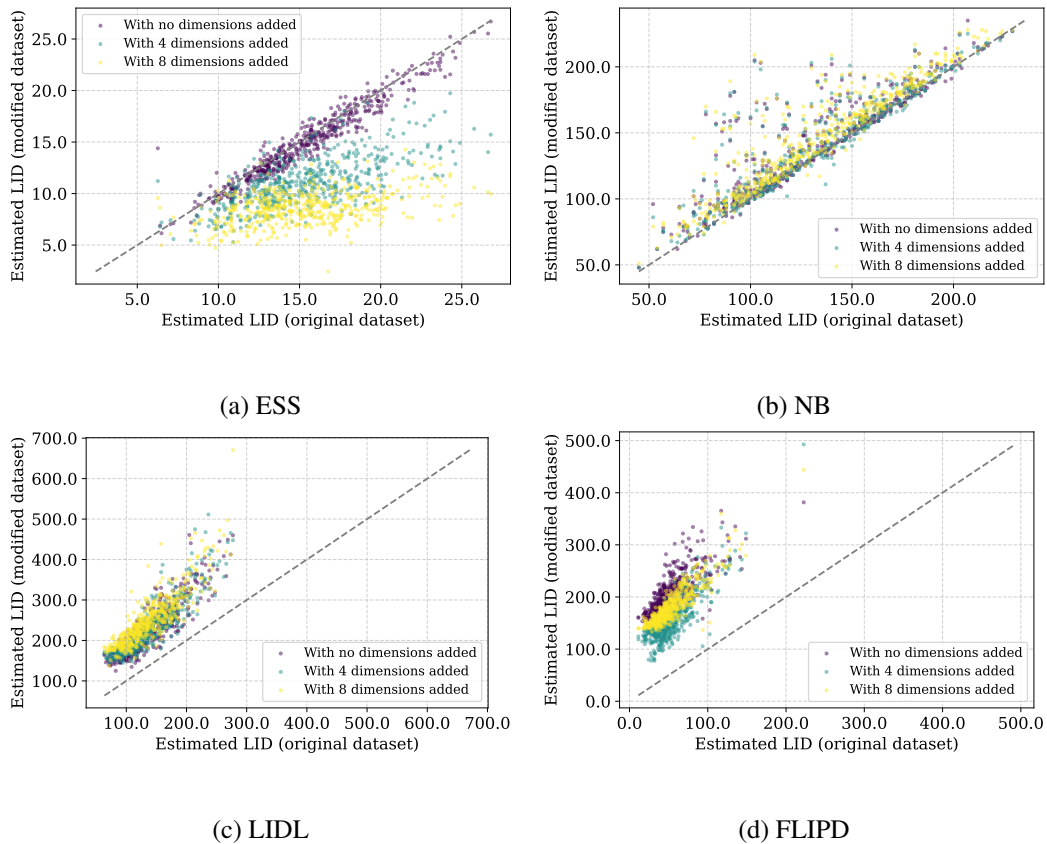 Estimated LID (modified dataset)
25.0
20.0
15.0
10.0
5.0
With no dimensions added
With 4 dimensions added
With 8 dimensions added
5.0 10.0 15.0 20.0 25.0
Estimated LID (original dataset)
(a) ESS
Estimated LID (modified dataset)
200.0
150.0
100.0
50.0
With no dimensions added
With 4 dimensions added
With 8 dimensions added
50.0 100.0 150.0 200.0
Estimated LID (original dataset)
(b) NB
Estimated LID (modified dataset)
700.0
600.0
500.0
400.0
300.0
200.0
100.0
With no dimensions added
With 4 dimensions added
With 8 dimensions added
100.0 200.0 300.0 400.0 500.0 600.0 700.0
Estimated LID (original dataset)
(c) LIDL
Estimated LID (modified dataset)
500.0
400.0
300.0
200.0
100.0
0.0
With no dimensions added
With 4 dimensions added
With 8 dimensions added
0.0 100.0 200.0 300.0 400.0 500.0
Estimated LID (original dataset)
(d) FLIPD